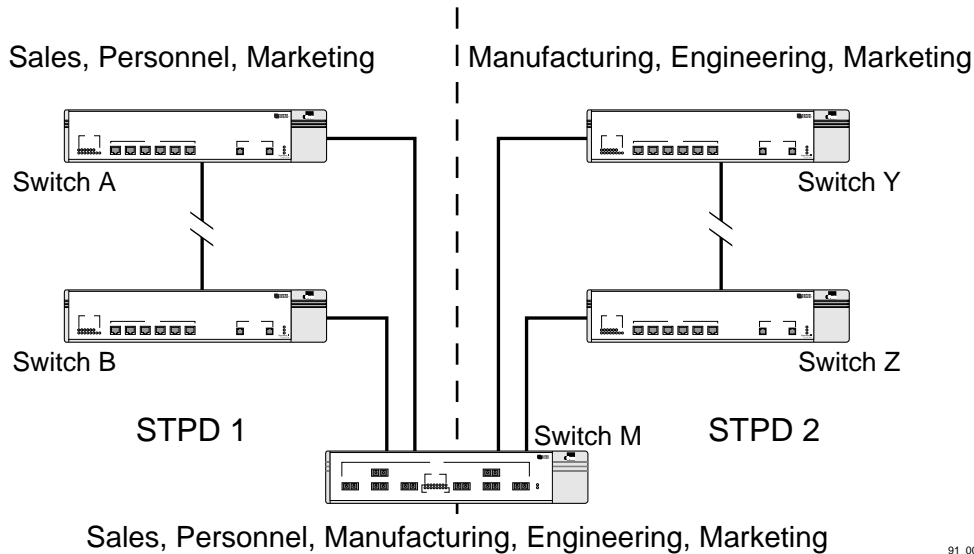 Sales, Personnel, Marketing
Manufacturing, Engineering, Marketing
Switch A
Switch Y
Switch B
Switch Z
STPD 1
Switch M
STPD 2
Sales, Personnel, Manufacturing, Engineering, Marketing